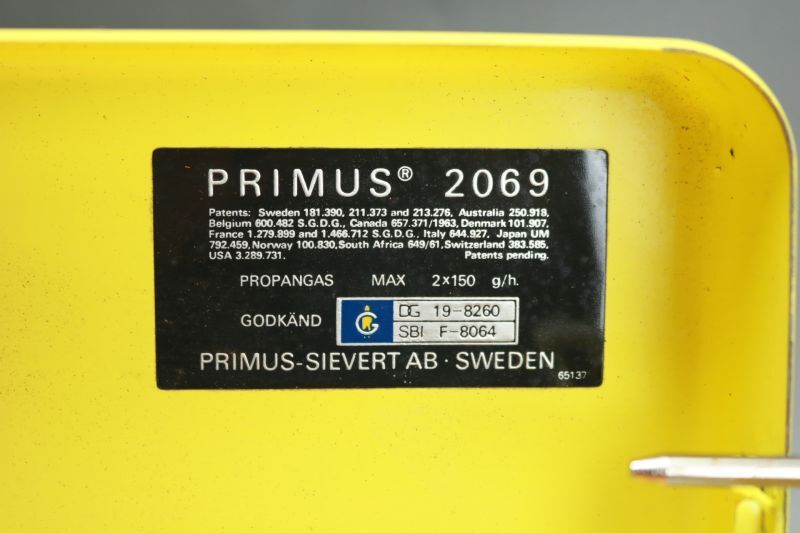 PRIMUS® 2069
Patents: Sweden 181.390, 211.373 and 213.276, Australia 250.918,
Belgium 600.482 S.G.D.G., Canada 657.371/1963, Denmark 101.907,
France 1.279.899 and 1.466.712 S.G.D.G., Italy 644.927, Japan UM
792.459, Norway 100.830, South Africa 649/61, Switzerland 383.585,
USA 3.289.731. Patents pending.
PROPANGAS MAX 2x150 g/h.
GODKÄND G DG 19-8260
SBI F-8064
PRIMUS-SIEVERT AB · SWEDEN
65137